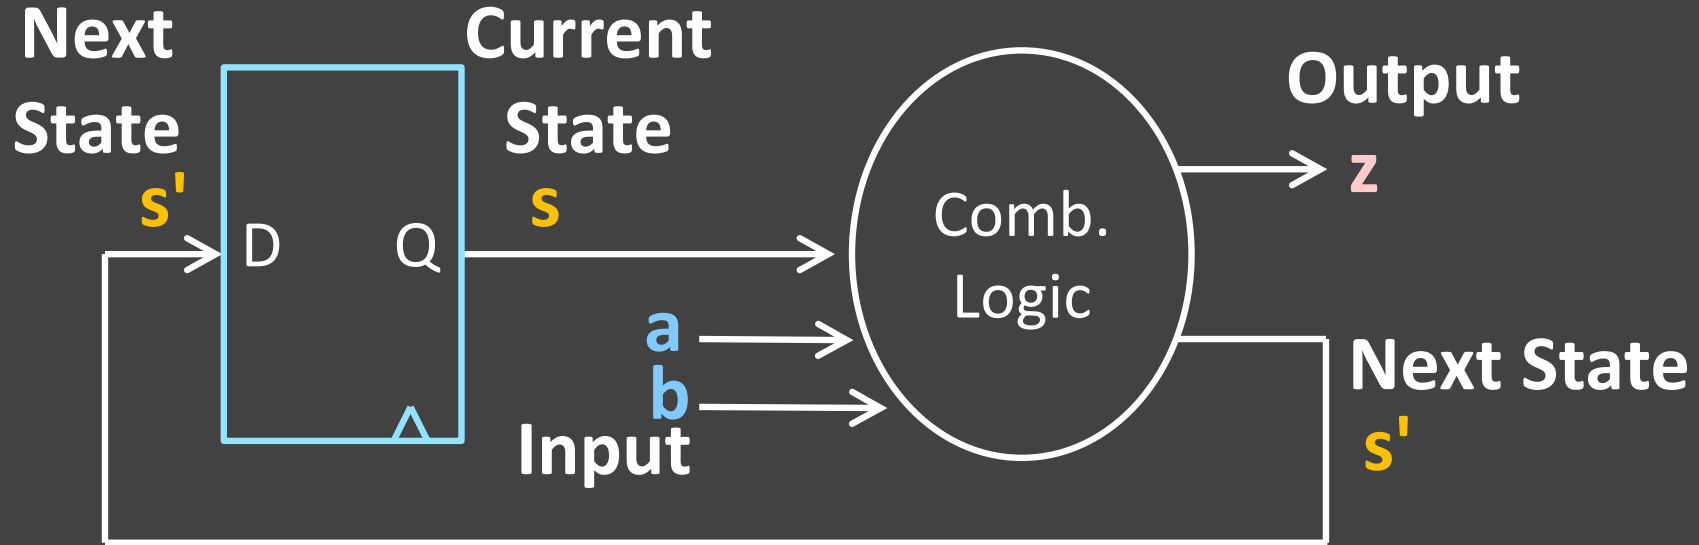 Next
State
s'
D
Q
Current
State
s
a
b
Input
Comb.
Logic
Output
z
Next State
s'